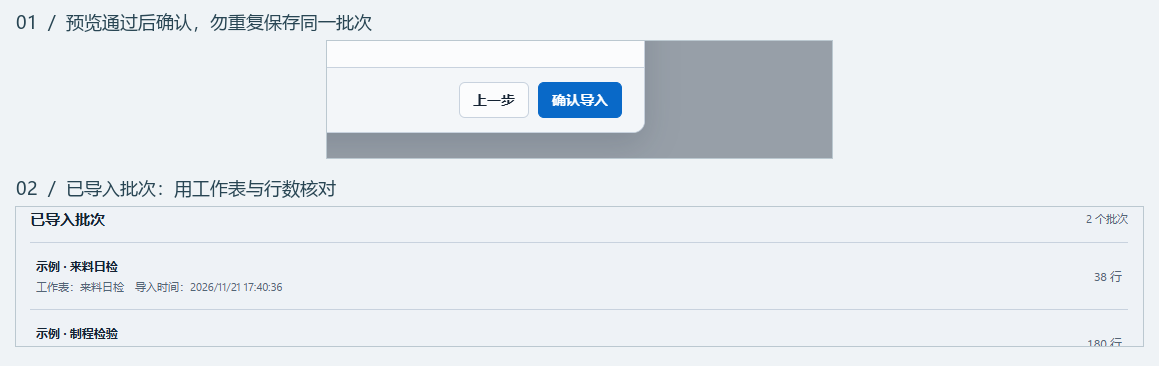 01 / 预览通过后确认，勿重复保存同一批次
上一步 确认导入
02 / 已导入批次：用工作表与行数核对
已导入批次 2 个批次
示例 · 来料日检
工作表：来料日检 导入时间：2026/11/21 17:40:36 38 行
示例 · 制程检验
180 行